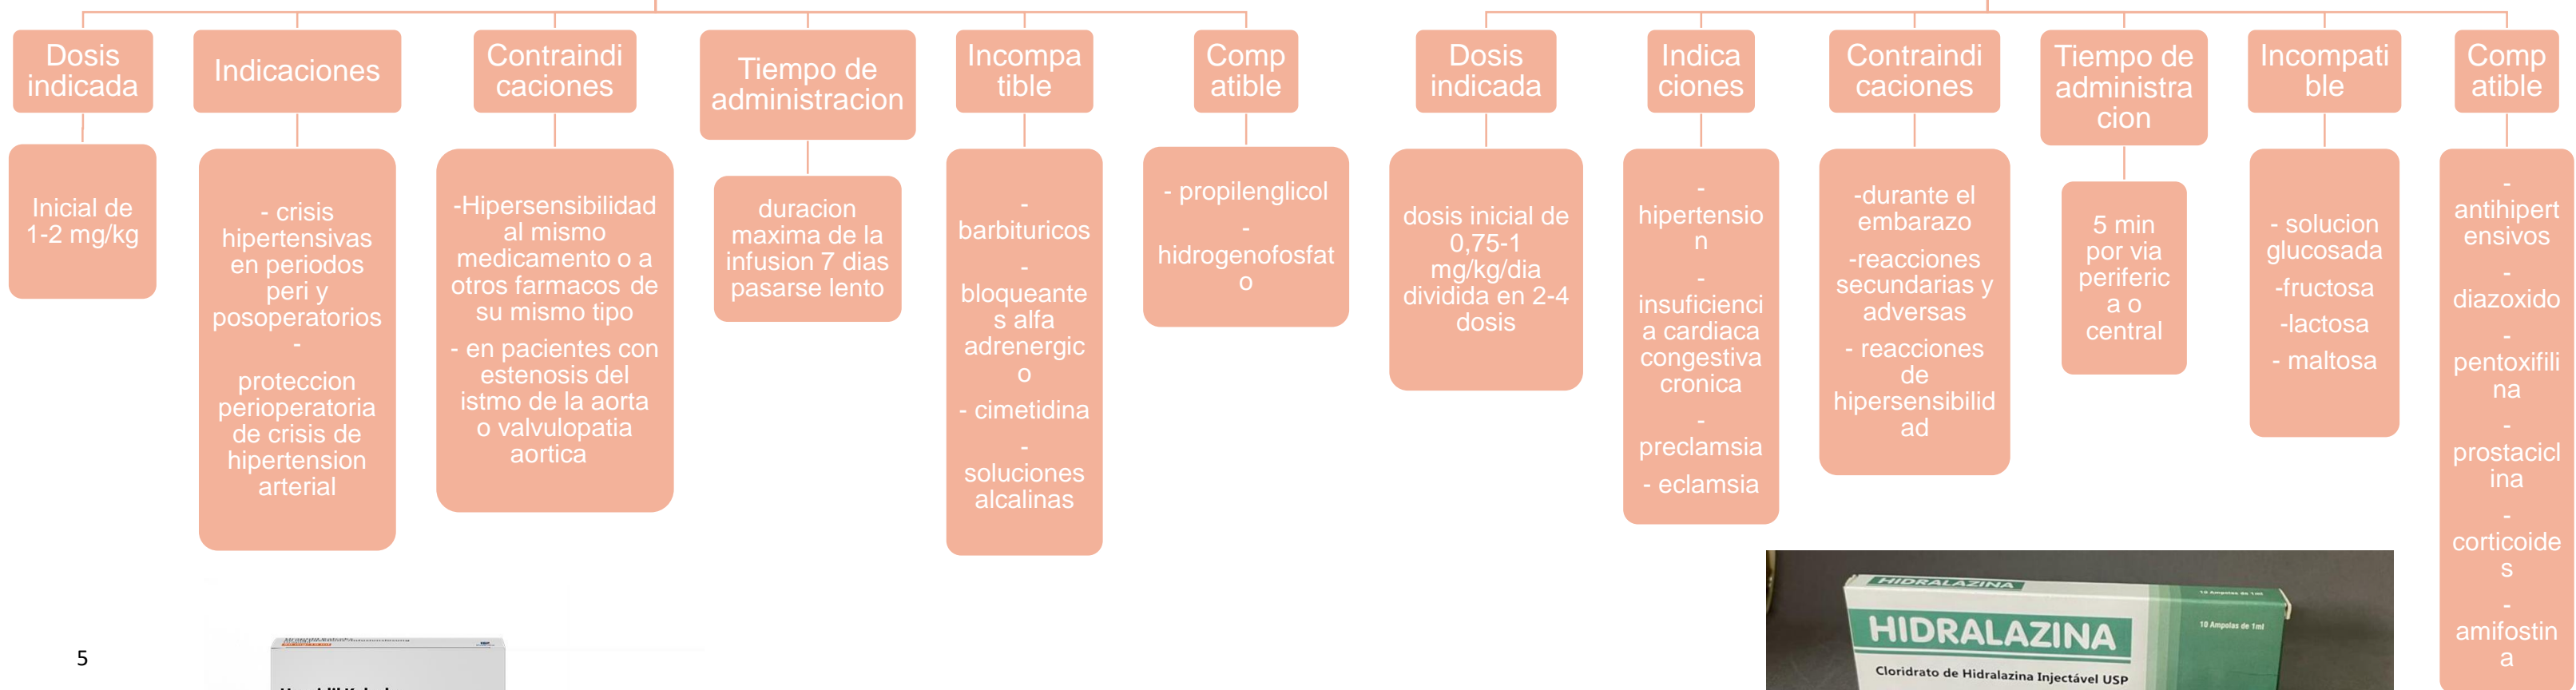 Dosis
indicada
Inicial de
1-2 mg/kg
Indicaciones
- crisis
hipertensivas
en periodos
peri y
posoperatorios
-
proteccion
perioperatoria
de crisis de
hipertension
arterial
Contraindi
caciones
-Hipersensibilidad
al mismo
medicamento o a
otros farmacos de
su mismo tipo
- en pacientes con
estenosis del
istmo de la aorta
o valvulopatia
aortica
Tiempo de
administracion
duracion
maxima de la
infusion 7 dias
pasarse lento
Incompa
tible
-
barbituricos
-
bloqueante
s alfa
adrenergic
o
- cimetidina
-
soluciones
alcalinas
Comp
atible
- propilenglicol
-
hidrogenofosfat
o
Dosis
indicada
dosis inicial de
0,75-1
mg/kg/dia
dividida en 2-4
dosis
Indica
ciones
-
hipertensio
n
-
insuficienci
a cardiaca
congestiva
cronica
-
preclamsia
- eclamsia
Contraindi
caciones
-durante el
embarazo
-reacciones
secundarias y
adversas
- reacciones
de
hipersensibilid
ad
Tiempo de
administra
cion
5 min
por via
periferic
a o
central
Incompati
ble
- solucion
glucosada
-fructosa
-lactosa
- maltosa
Comp
atible
-
antihipert
ensivos
-
diazoxido
-
pentoxifili
na
-
prostacicl
ina
-
corticoide
s
-
amifostin
a
5
HIDRALAZINA
10 Ampolas de 1ml
HIDRALAZINA
10 Ampolas de 1ml
Cloridrato de Hidralazina Injectável USP